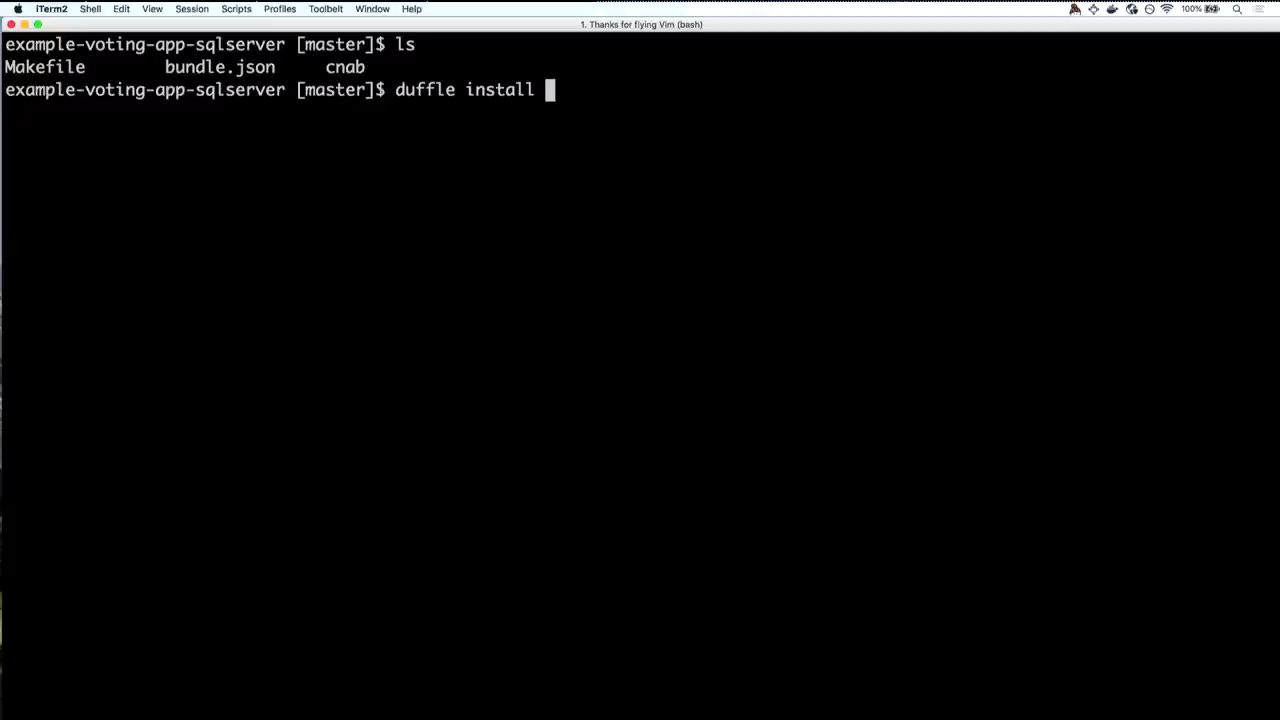 iTerm2 Shell Edit View Session Scripts Profiles Toolbelt Window Help 100%
1. Thanks for flying Vim (bash)
example-voting-app-sqlserver [master]$ ls
Makefile bundle.json cnab
example-voting-app-sqlserver [master]$ duffle install